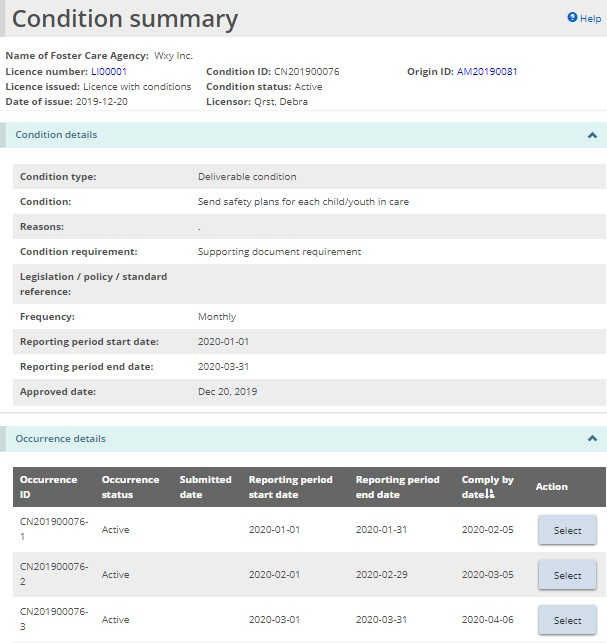 Condition summary
Help
Name of Foster Care Agency: Wxy Inc.
Licence number: LI00001 Condition ID: CN201900076 Origin ID: AM20190081
Licence issued: Licence with conditions Condition status: Active
Date of issue: 2019-12-20 Licensor: Qrst, Debra
Condition details
Condition type: Deliverable condition
Condition: Send safety plans for each child/youth in care
Reasons: .
Condition requirement: Supporting document requirement
Legislation / policy / standard
reference:
Frequency: Monthly
Reporting period start date: 2020-01-01
Reporting period end date: 2020-03-31
Approved date: Dec 20, 2019
Occurrence details
Occurrence Occurrence Submitted Reporting period Reporting period Comply by Action
ID status date start date end date date
CN201900076-
1 Active 2020-01-01 2020-01-31 2020-02-05 Select
CN201900076-
2 Active 2020-02-01 2020-02-29 2020-03-05 Select
CN201900076-
3 Active 2020-03-01 2020-03-31 2020-04-06 Select